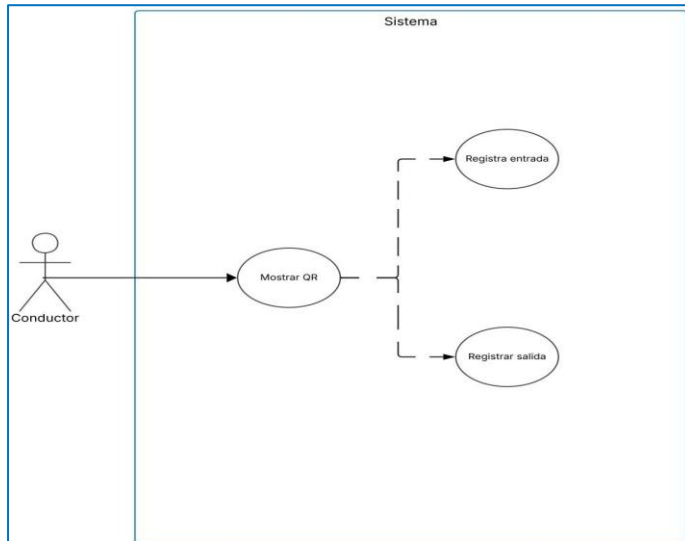 Sistema
Registra entrada
Mostrar QR
Conductor
Registrar salida